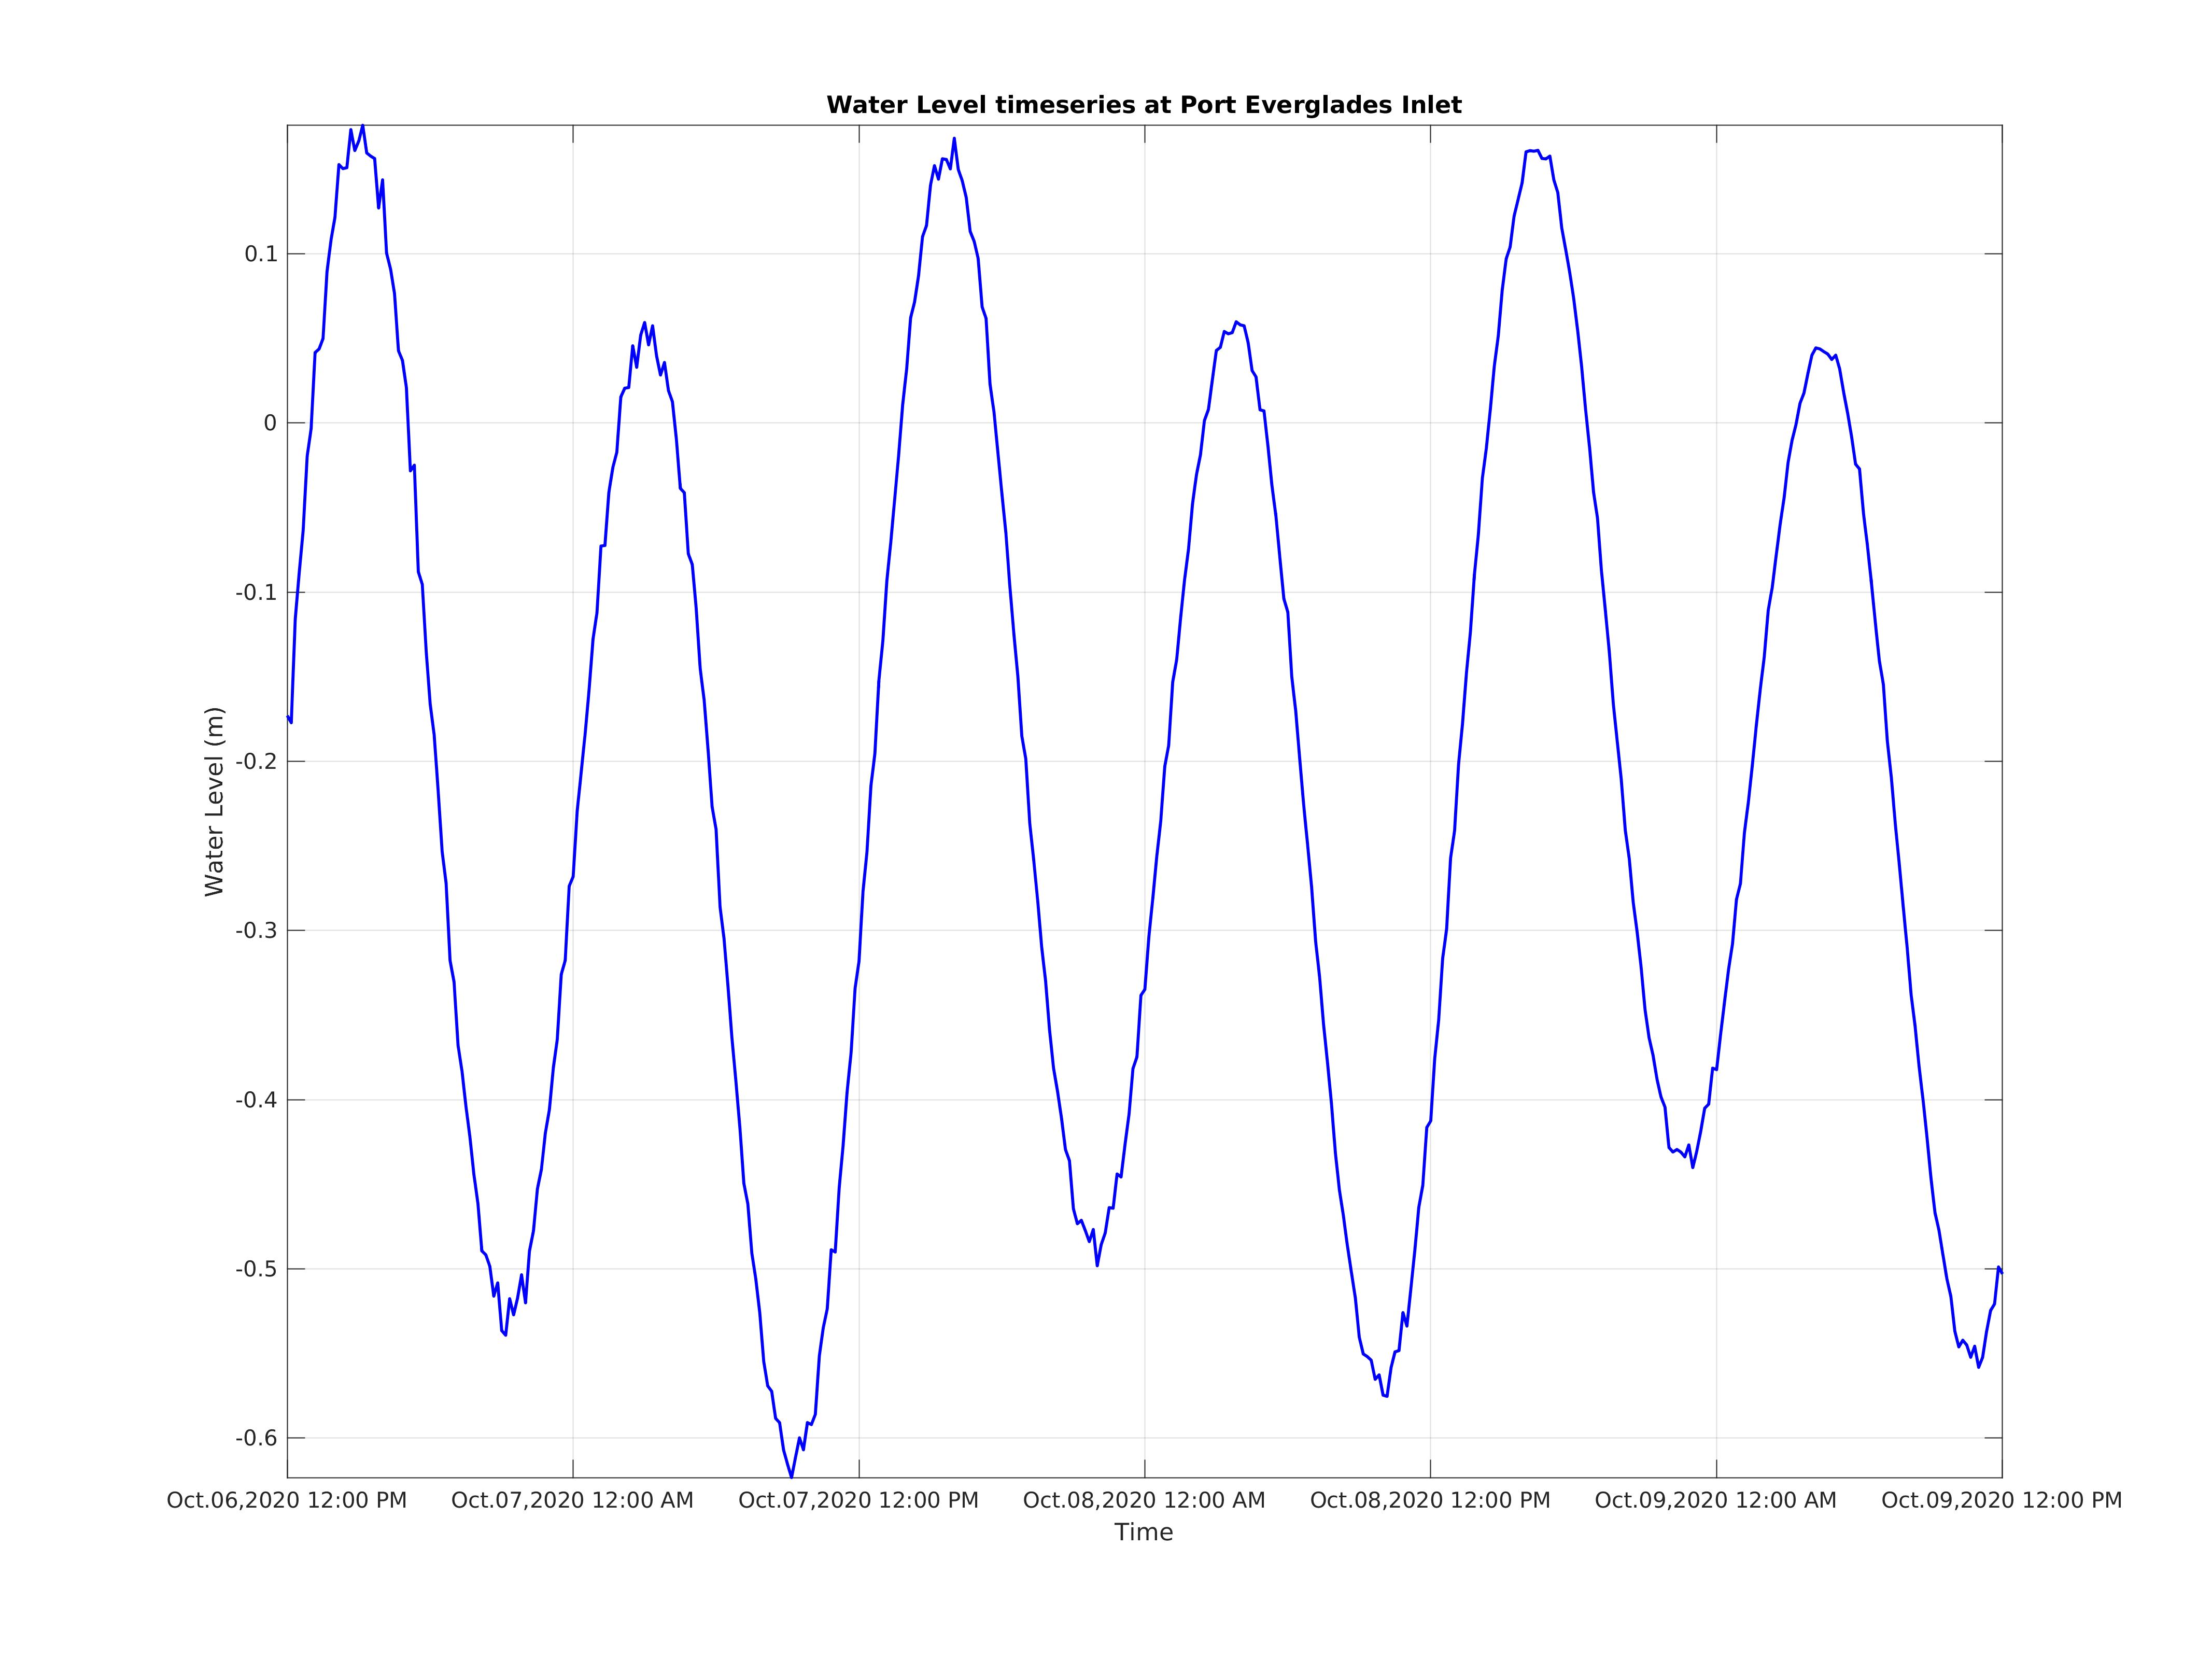 Water Level timeseries at Port Everglades Inlet
0.1
0
-0.1
-0.2
-0.3
-0.4
-0.5
-0.6
Water Level (m)
Oct.06,2020 12:00 PM Oct.07,2020 12:00 AM Oct.07,2020 12:00 PM Oct.08,2020 12:00 AM Oct.08,2020 12:00 PM Oct.09,2020 12:00 AM Oct.09,2020 12:00 PM
Time